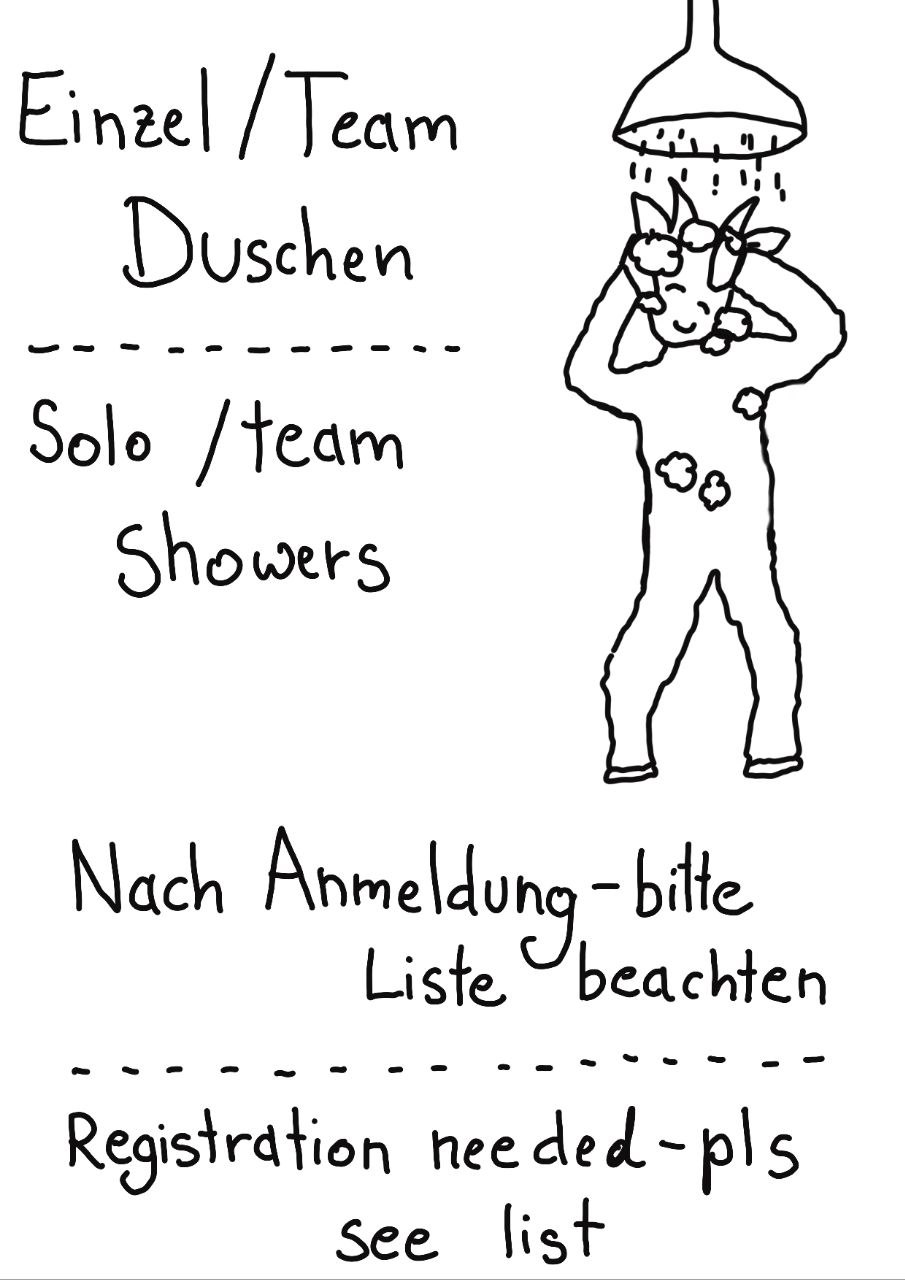 Einzel / Team
Duschen
Solo / team
Showers
Nach Anmeldung - bitte
Liste beachten
Registration needed - pls
see list